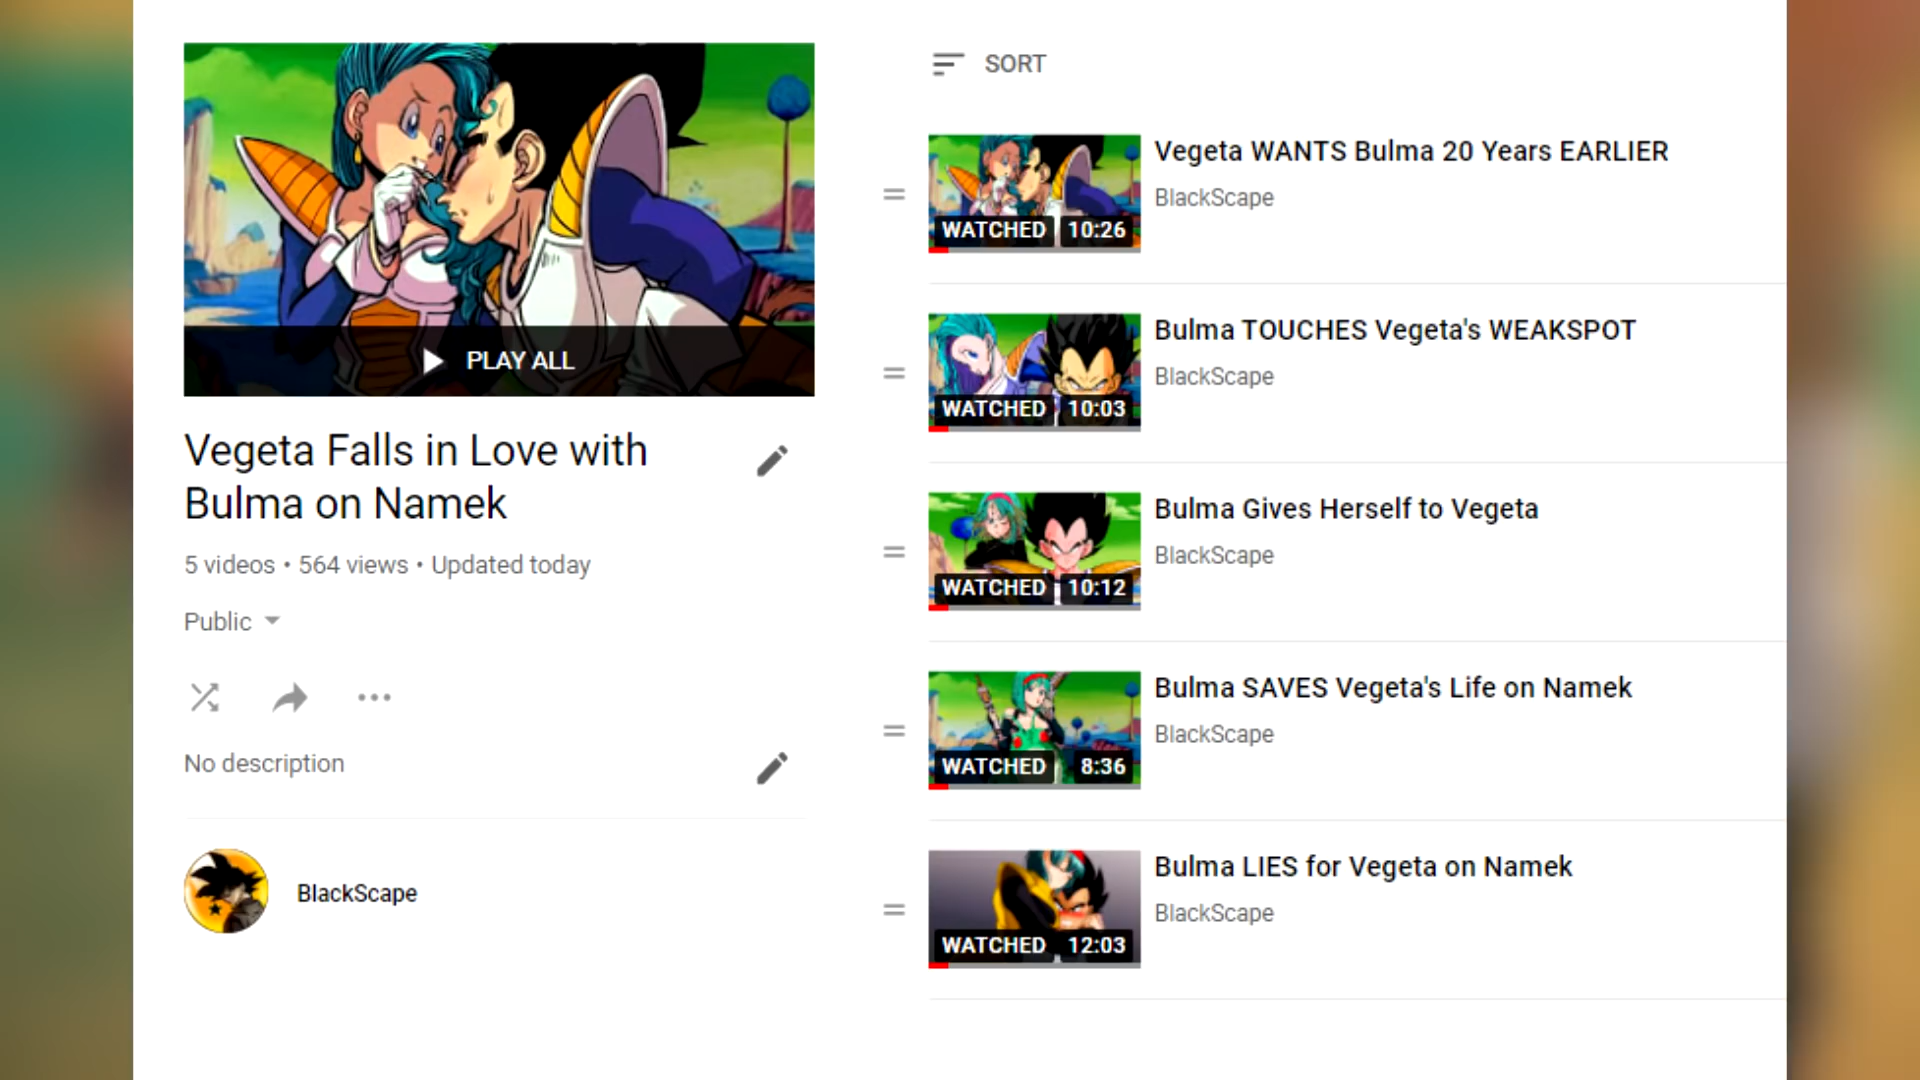 PLAY ALL
Vegeta Falls in Love with
Bulma on Namek
5 videos • 564 views • Updated today
Public
No description
BlackScape
SORT
Vegeta WANTS Bulma 20 Years EARLIER
BlackScape
WATCHED 10:26
Bulma TOUCHES Vegeta's WEAKSPOT
BlackScape
WATCHED 10:03
Bulma Gives Herself to Vegeta
BlackScape
WATCHED 10:12
Bulma SAVES Vegeta's Life on Namek
BlackScape
WATCHED 8:36
Bulma LIES for Vegeta on Namek
BlackScape
WATCHED 12:03